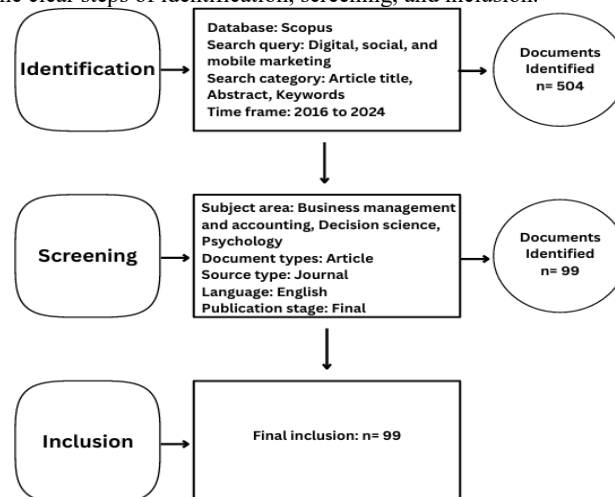 ne clear steps of identification, screening, and inclusion.
Identification
Database: Scopus
Search query: Digital, social, and
mobile marketing
Search category: Article title,
Abstract, Keywords
Time frame: 2016 to 2024
Documents
Identified
n= 504
Screening
Subject area: Business management
and accounting, Decision science,
Psychology
Document types: Article
Source type: Journal
Language: English
Publication stage: Final
Documents
Identified
n= 99
Inclusion
Final inclusion: n= 99